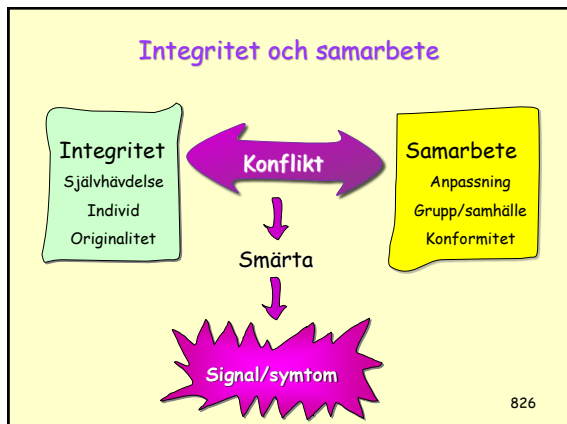 Integritet och samarbete
Integritet
Självhävdelse
Individ
Originalitet
Konflikt
Samarbete
Anpassning
Grupp/samhälle
Konformitet
Smärta
Signal/symtom
826